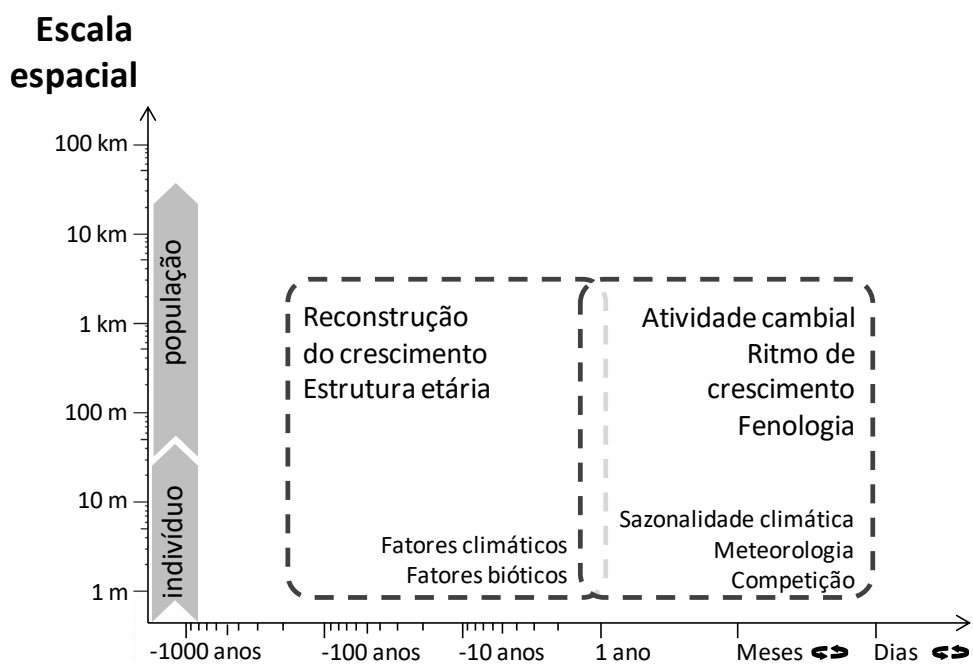 Escala
espacial
100 km
10 km
1 km
100 m
10 m
1 m
população
indivíduo
Reconstrução
do crescimento
Estrutura etária
Fatores climáticos
Fatores bióticos
Atividade cambial
Ritmo de
crescimento
Fenologia
Sazonalidade climática
Meteorologia
Competição
-1000 anos
-100 anos
-10 anos
1 ano
Meses
Dias